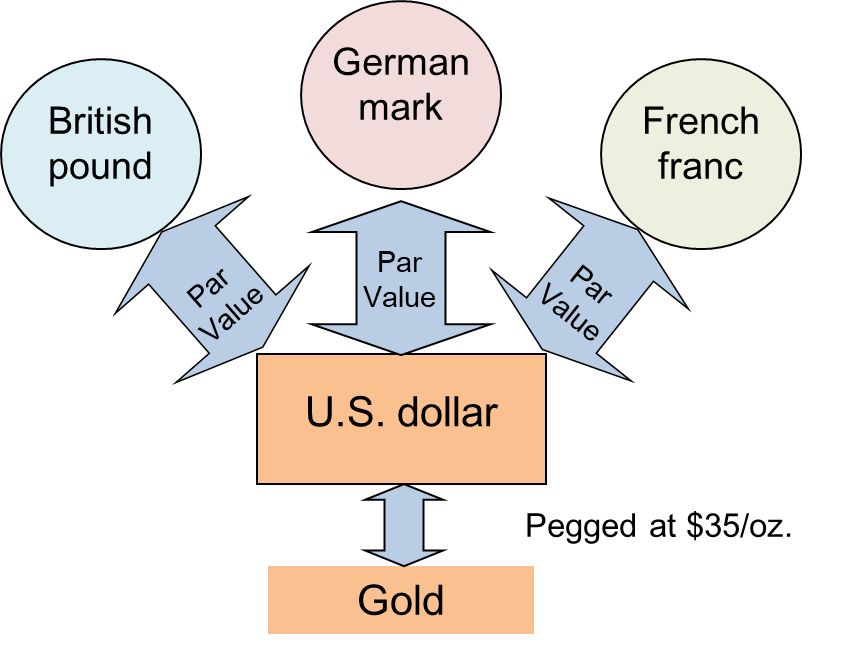 German
mark
British
pound
French
franc
Par
Value
Par
Value
Par
Value
U.S. dollar
Pegged at $35/oz.
Gold